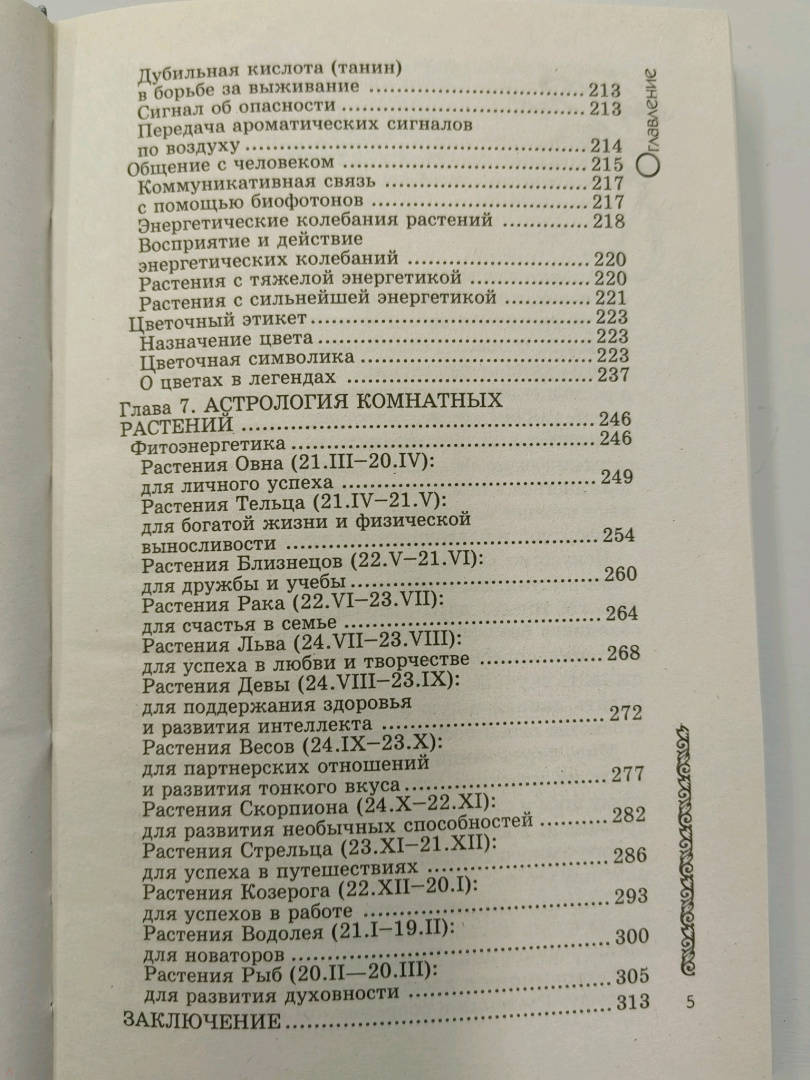 Дубильная кислота (танин)
в борьбе за выживание ........................ 213
Сигнал об опасности ........................ 213
Передача ароматических сигналов
по воздуху ........................ 214
Общение с человеком ........................ 215
Коммуникативная связь ........................ 217
с помощью биофотонов ........................ 217
Энергетические колебания растений ............ 218
Восприятие и действие
энергетических колебаний ........................ 220
Растения с тяжелой энергетикой ................ 220
Растения с сильнейшей энергетикой ............ 221
Цветочный этикет ........................ 223
Назначение цвета ........................ 223
Цветочная символика ........................ 223
О цветах в легендах ........................ 237
Глава 7. АСТРОЛОГИЯ КОМНАТНЫХ
РАСТЕНИЙ ........................ 246
Фитоэнергетика ........................ 246
Растения Овна (21.III—20.IV):
для личного успеха ........................ 249
Растения Тельца (21.IV—21.V):
для богатой жизни и физической
выносливости ........................ 254
Растения Близнецов (22.V—21.VI):
для дружбы и учебы ........................ 260
Растения Рака (22.VI—23.VII):
для счастья в семье ........................ 264
Растения Льва (24.VII—23.VIII):
для успеха в любви и творчестве ................ 268
Растения Девы (24.VIII—23.IX):
для поддержания здоровья
и развития интеллекта ........................ 272
Растения Весов (24.IX—23.X):
для партнерских отношений
и развития тонкого вкуса ........................ 277
Растения Скорпиона (24.X—22.XI):
для развития необычных способностей .......... 282
Растения Стрельца (23.XI—21.XII):
для успеха в путешествиях ........................ 286
Растения Козерога (22.XII—20.I):
для успехов в работе ........................ 293
Растения Водолея (21.I—19.II):
для новаторов ........................ 300
Растения Рыб (20.II—20.III):
для развития духовности ........................ 305
ЗАКЛЮЧЕНИЕ ........................ 313
Оглавление
5